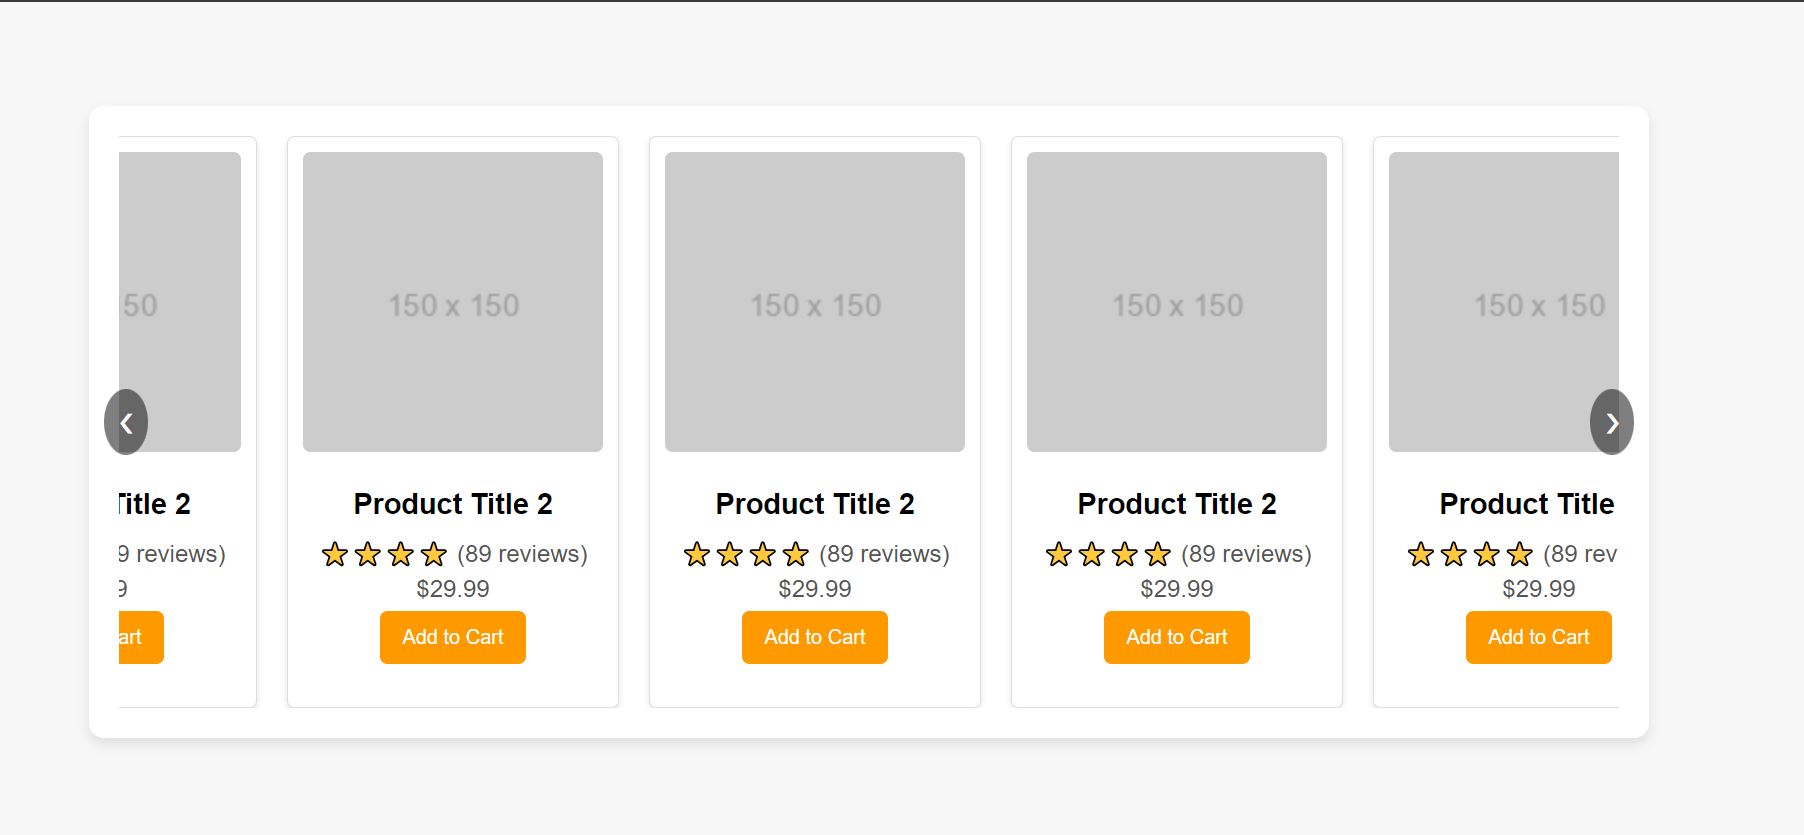 50
Title 2
9 reviews)
9
art
150 x 150
Product Title 2
(89 reviews)
$29.99
Add to Cart
150 x 150
Product Title 2
(89 reviews)
$29.99
Add to Cart
150 x 150
Product Title 2
(89 reviews)
$29.99
Add to Cart
150 x 150
Product Title
(89 rev
$29.99
Add to Cart